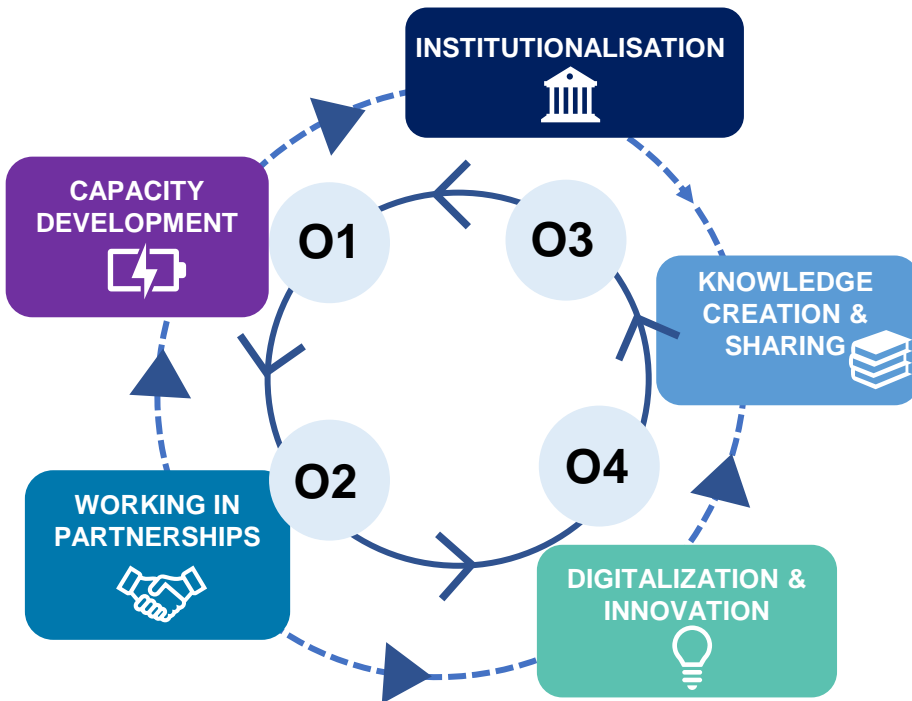 INSTITUTIONALISATION
CAPACITY
DEVELOPMENT
O1
O3
KNOWLEDGE
CREATION &
SHARING
O2
O4
WORKING IN
PARTNERSHIPS
DIGITALIZATION &
INNOVATION